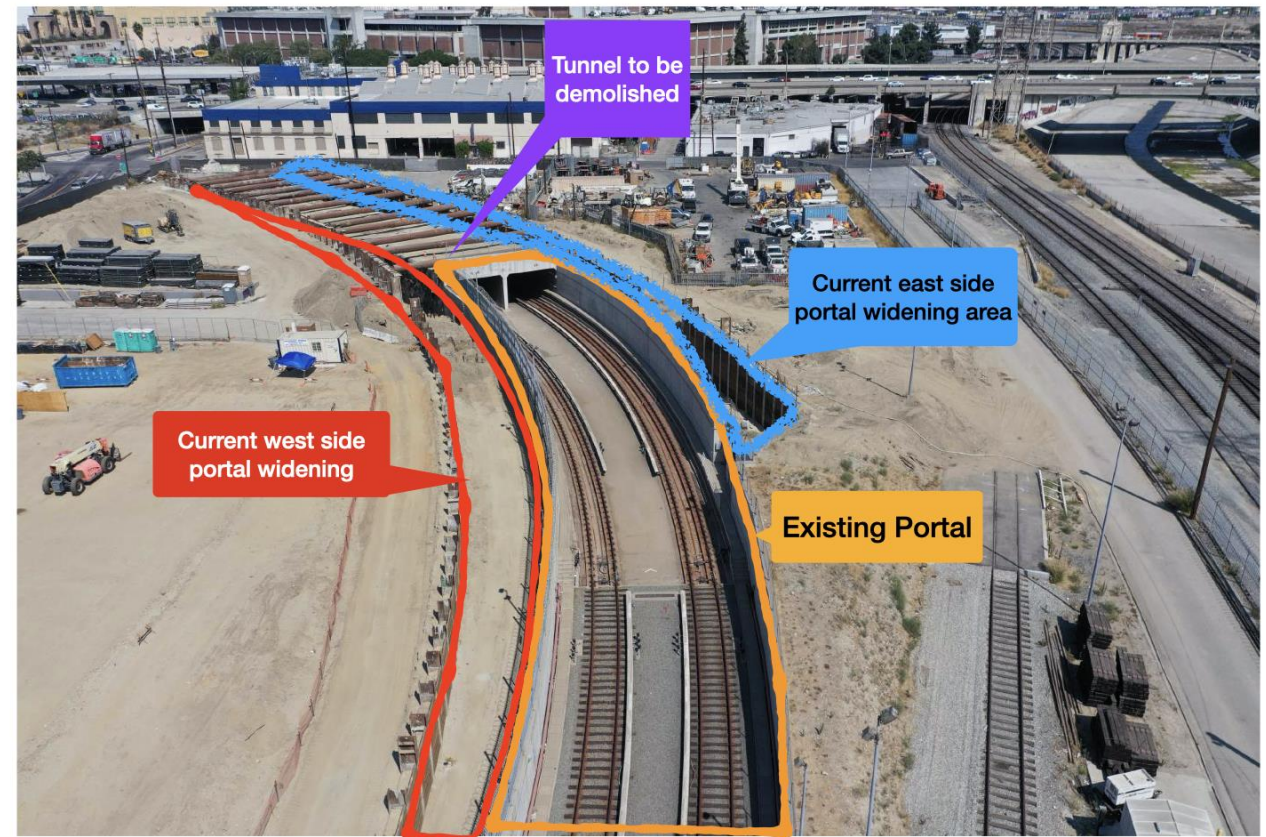 Tunnel to be
demolished
Current east side
portal widening area
Current west side
portal widening
Existing Portal